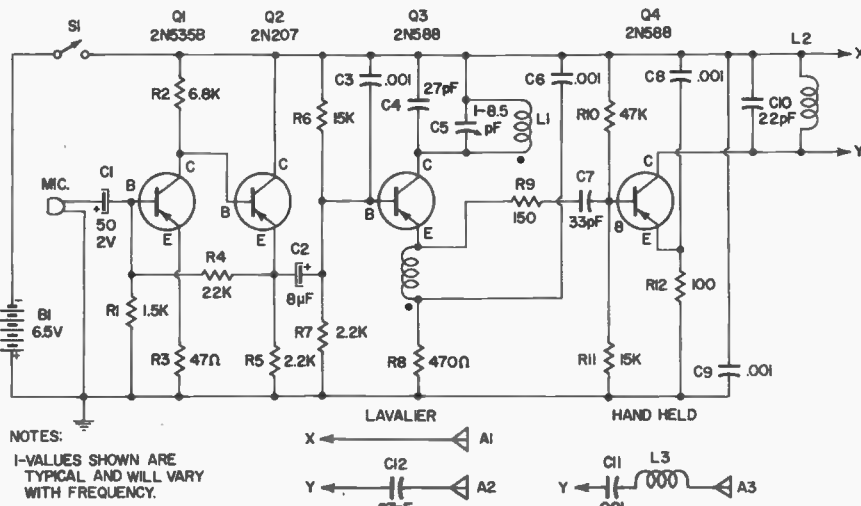 Q1
2N535B
Q2
2N207
Q3
2N588
Q4
2N588
S1
L2
X
R2
6.8K
C3
.001
27pF
C4
C5
1-8.5
pF
L1
C6
.001
C8
.001
R6
15K
R10
47K
C10
22pF
Y
C1
MIC.
B
C
E
50
2V
B
C
E
C
B
E
R9
150
C7
33pF
C
B
E
R4
22K
C2
8µF
R12
100
B1
6.5V
R1
1.5K
R3
47Ω
R5
2.2K
R7
2.2K
R8
470Ω
R11
15K
C9
.001
LAVALIER
HAND HELD
NOTES:
1-VALUES SHOWN ARE
TYPICAL AND WILL VARY
WITH FREQUENCY.
X
A1
Y
C12
A2
Y
C11
L3
A3